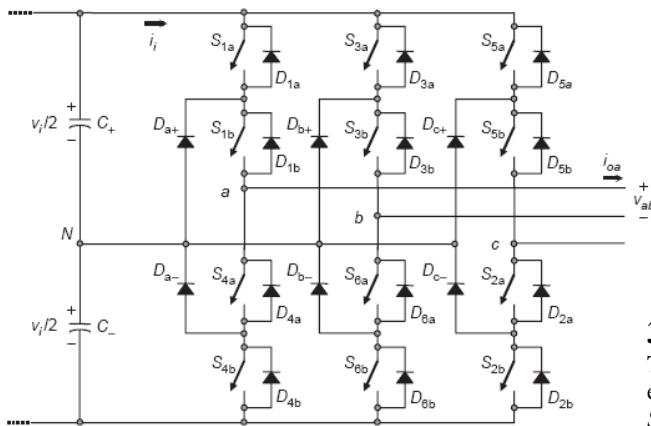 i_i
S_1a D_1a S_3a D_3a S_5a D_5a
v_i/2 + − C_+
D_a+ S_1b D_1b D_b+ S_3b D_3b D_c+ S_5b D_5b
i_oa
a
+ v_ab −
b
N
c
D_a− S_4a D_4a D_b− S_6a D_6a D_c− S_2a D_2a
v_i/2 + − C_−
S_4b D_4b S_6b D_6b S_2b D_2b